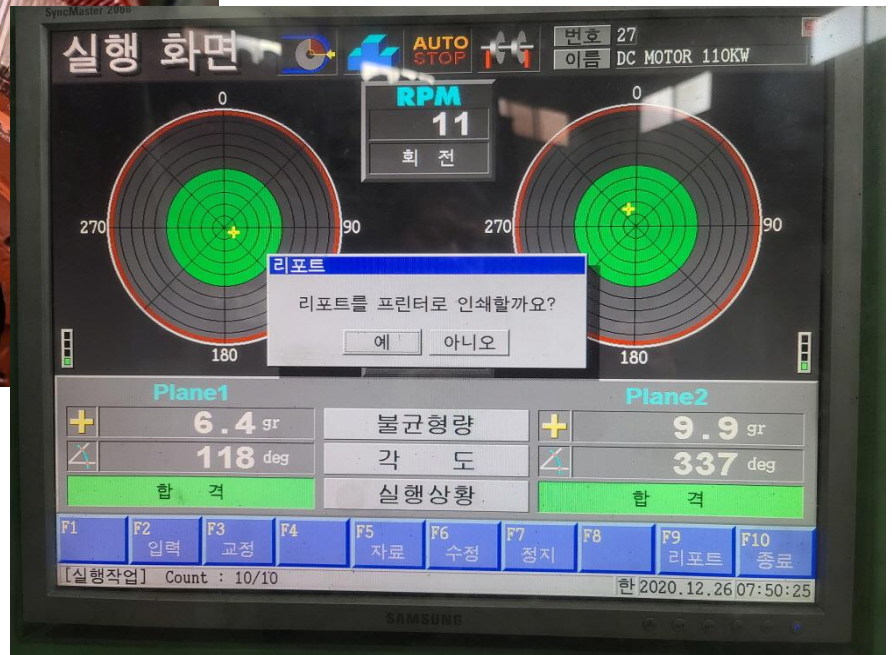 SyncMaster
실행 화면
AUTO
STOP
번호 27
이름 DC MOTOR 110KW
RPM
11
회 전
0
270
90
180
0
270
90
180
리포트
리포트를 프린터로 인쇄할까요?
예 아니오
Plane1
Plane2
6.4 gr 불균형량 9.9 gr
118 deg 각 도 337 deg
합 격 실행상황 합 격
F1 F2 입력 F3 교정 F4 F5 자료 F6 수정 F7 정지 F8 F9 리포트 F10 종료
[실행작업] Count : 10/10 한 2020.12.26 07:50:25
SAMSUNG